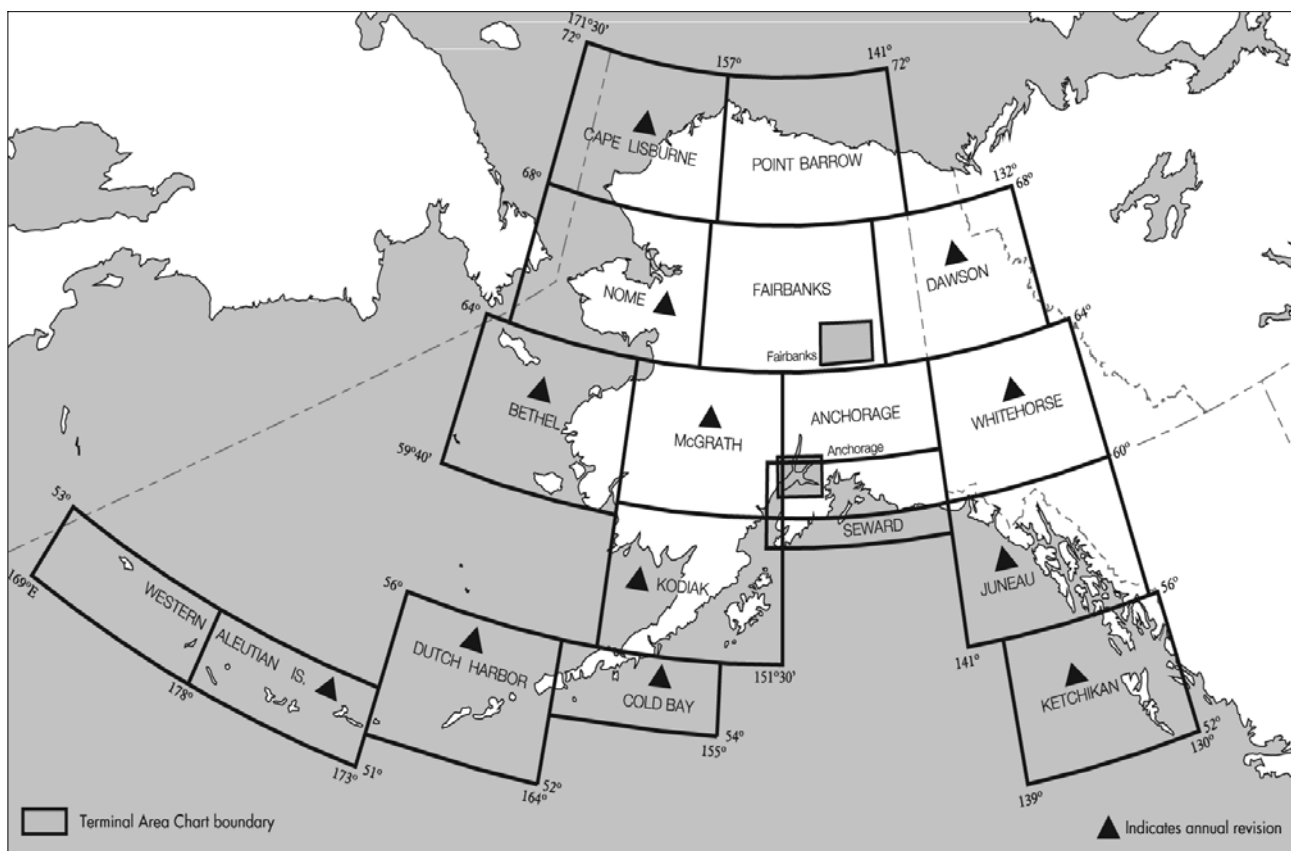 171°30'
72°
157°
141°
72°
CAPE LISBURNE
POINT BARROW
68°
132°
68°
NOME
FAIRBANKS
DAWSON
64°
64°
Fairbanks
BETHEL
McGRATH
ANCHORAGE
WHITEHORSE
Anchorage
59°40'
60°
53°
SEWARD
169°E
WESTERN
ALEUTIAN IS.
KODIAK
JUNEAU
56°
56°
DUTCH HARBOR
COLD BAY
151°30'
141°
KETCHIKAN
178°
54°
155°
52°
130°
173°
51°
52°
164°
139°
Terminal Area Chart boundary
Indicates annual revision